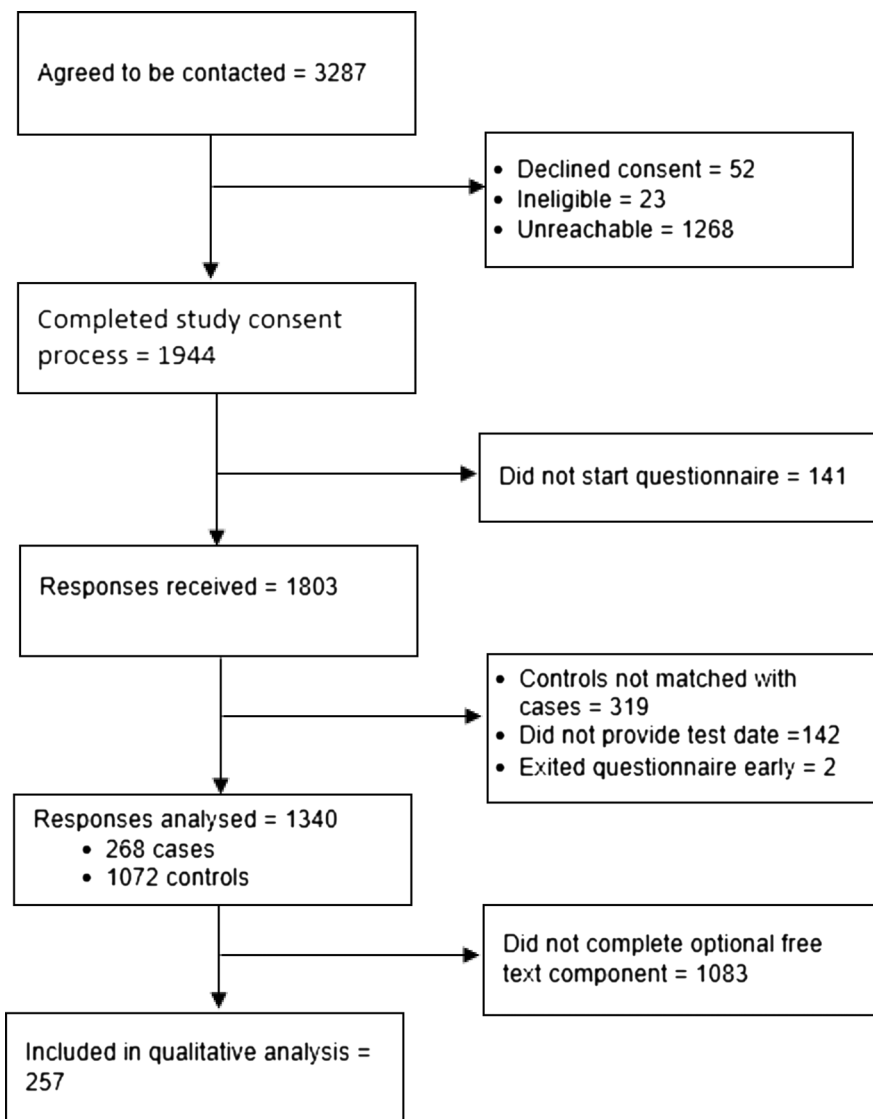 Agreed to be contacted = 3287
• Declined consent = 52
• Ineligible = 23
• Unreachable = 1268
Completed study consent
process = 1944
Did not start questionnaire = 141
Responses received = 1803
• Controls not matched with
cases = 319
• Did not provide test date =142
• Exited questionnaire early = 2
Responses analysed = 1340
• 268 cases
• 1072 controls
Did not complete optional free
text component = 1083
Included in qualitative analysis =
257